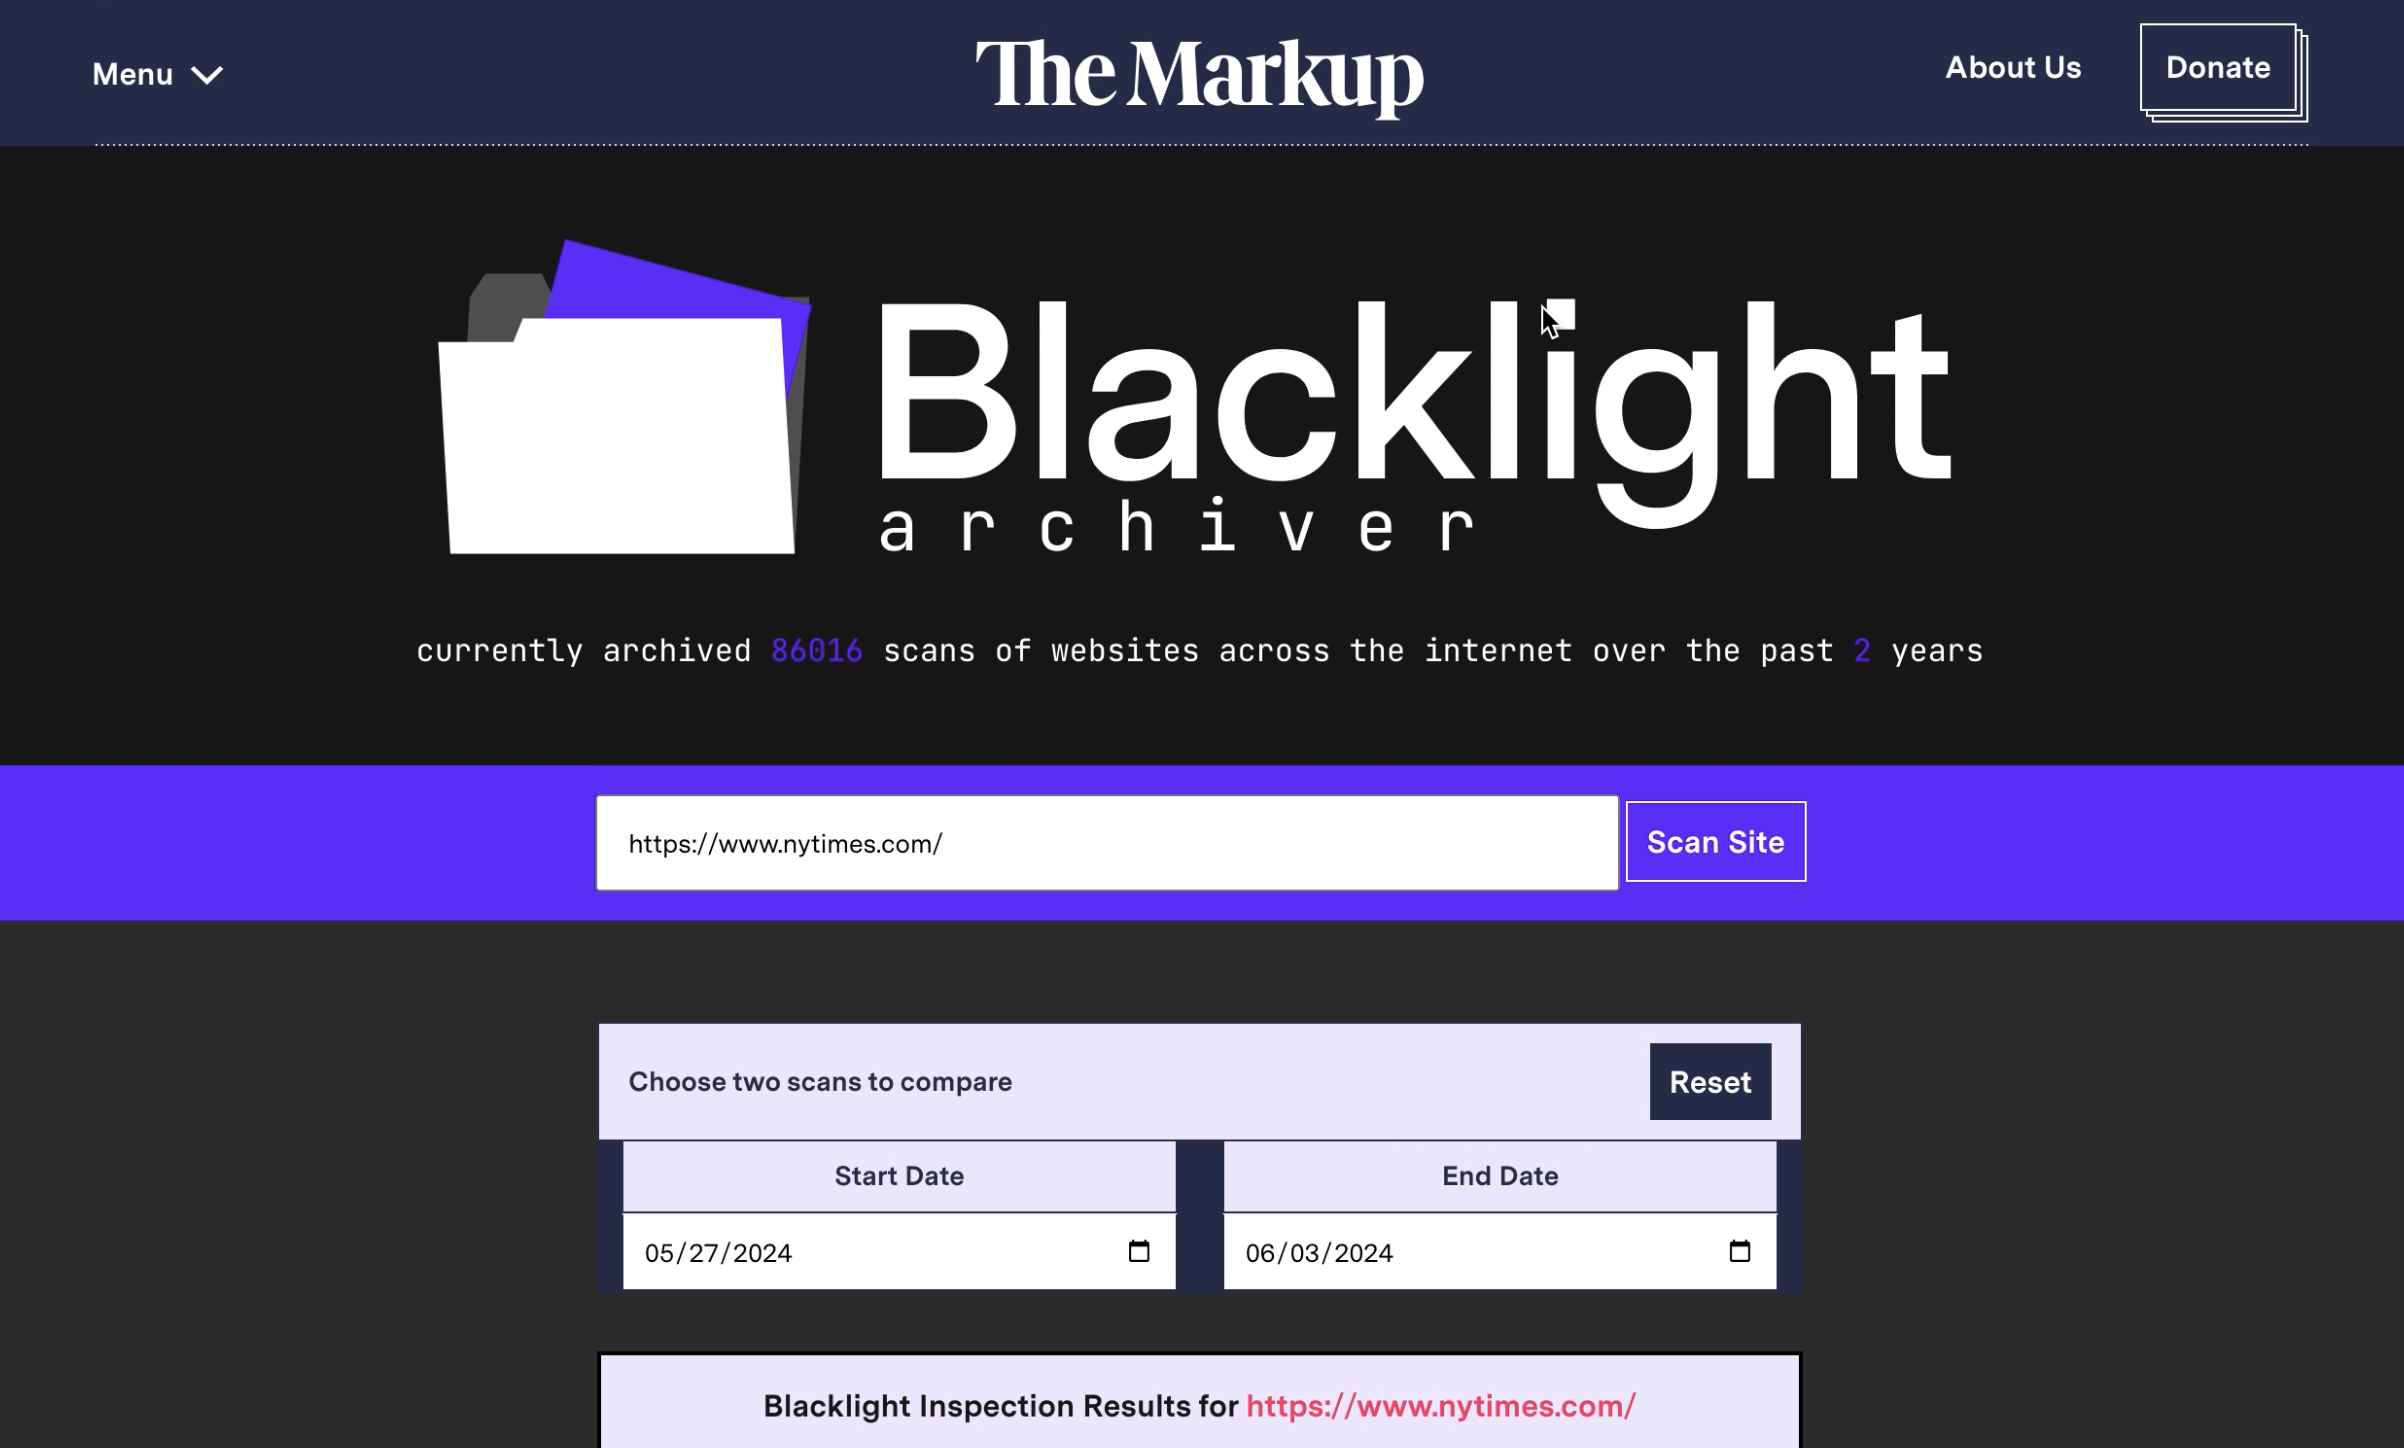 Menu
The Markup
About Us
Donate
Blacklight
archiver
currently archived 86016 scans of websites across the internet over the past 2 years
https://www.nytimes.com/
Scan Site
Choose two scans to compare
Reset
Start Date
End Date
05/27/2024
06/03/2024
Blacklight Inspection Results for https://www.nytimes.com/